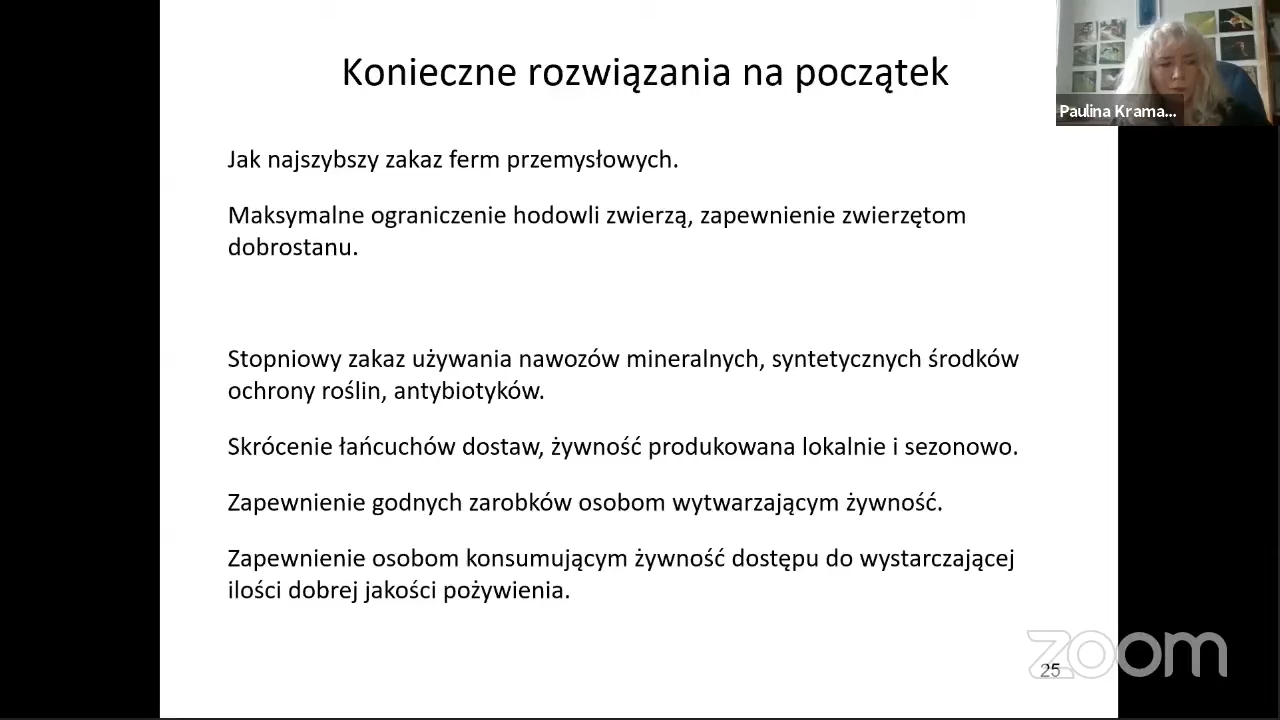 Konieczne rozwiązania na początek
Paulina Krama...
Jak najszybszy zakaz ferm przemysłowych.
Maksymalne ograniczenie hodowli zwierzą, zapewnienie zwierzętom
dobrostanu.
Stopniowy zakaz używania nawozów mineralnych, syntetycznych środków
ochrony roślin, antybiotyków.
Skrócenie łańcuchów dostaw, żywność produkowana lokalnie i sezonowo.
Zapewnienie godnych zarobków osobom wytwarzającym żywność.
Zapewnienie osobom konsumującym żywność dostępu do wystarczającej
ilości dobrej jakości pożywienia.
zoom
25